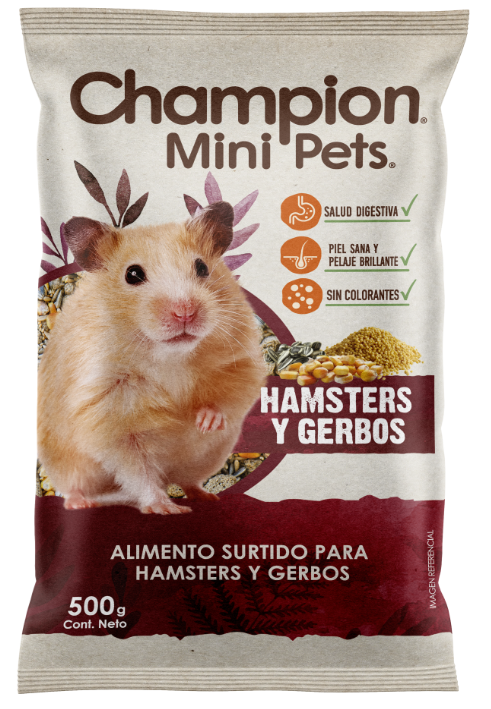 Champion®
Mini Pets®
SALUD DIGESTIVA
PIEL SANA Y
PELAJE BRILLANTE
SIN COLORANTES
HAMSTERS
Y GERBOS
ALIMENTO SURTIDO PARA
HAMSTERS Y GERBOS
500g
Cont. Neto
IMAGEN REFERENCIAL